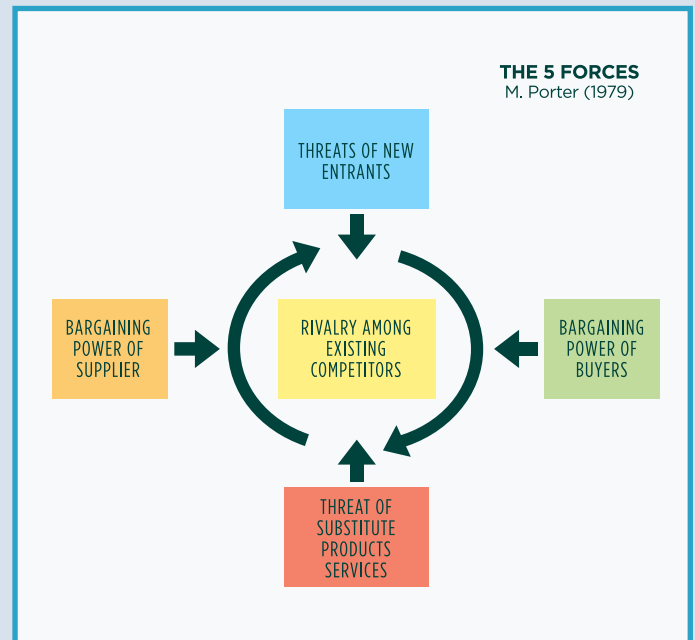 THE 5 FORCES
M. Porter (1979)
THREATS OF NEW
ENTRANTS
BARGAINING
POWER OF
SUPPLIER
RIVALRY AMONG
EXISTING
COMPETITORS
BARGAINING
POWER OF
BUYERS
THREAT OF
SUBSTITUTE
PRODUCTS
SERVICES